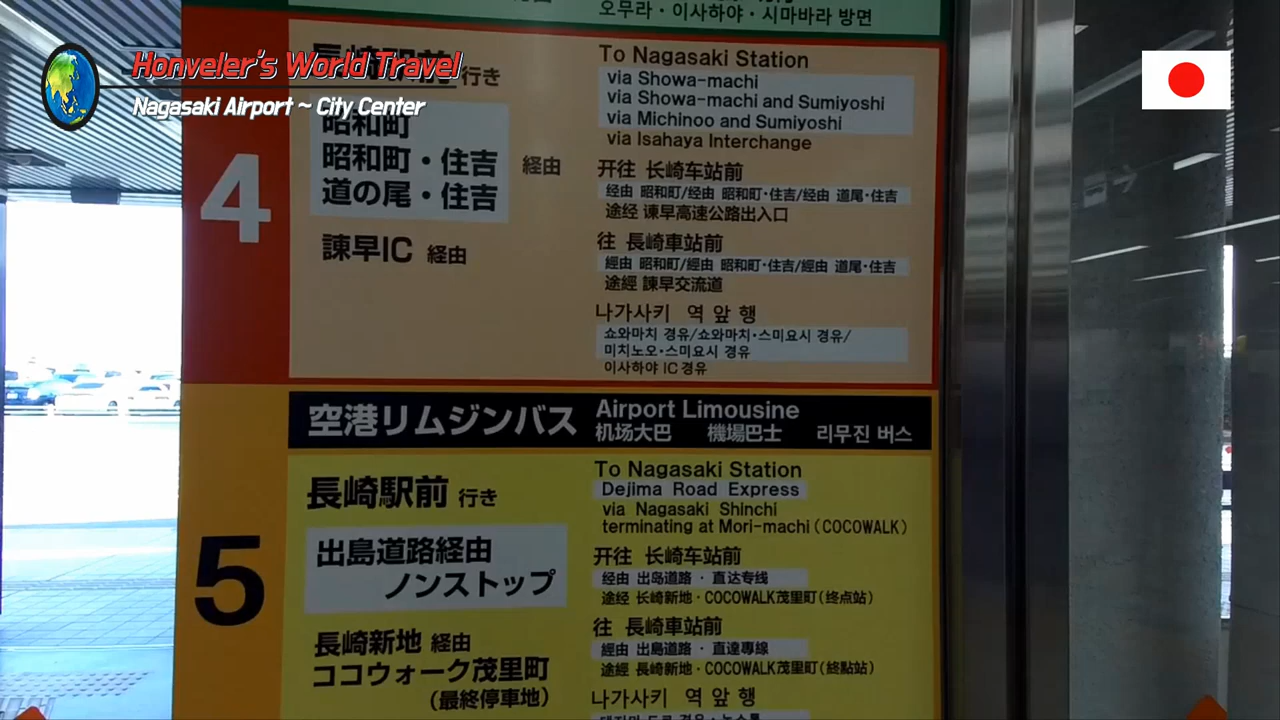 오무라・이사하야・시마바라 방면
Honveler's World Travel
Nagasaki Airport ~ City Center
4
長崎駅前 行き
昭和町
昭和町・住吉
道の尾・住吉
経由
諫早IC 経由
To Nagasaki Station
via Showa-machi
via Showa-machi and Sumiyoshi
via Michinoo and Sumiyoshi
via Isahaya Interchange
开往 长崎车站前
经由 昭和町/经由 昭和町・住吉/经由 道尾・住吉
途经 谏早高速公路出入口
往 長崎車站前
經由 昭和町/經由 昭和町・住吉/經由 道尾・住吉
途經 諫早交流道
나가사키 역 앞 행
쇼와마치 경유/쇼와마치・스미요시 경유/
미치노오・스미요시 경유
이사하야 IC 경유
空港リムジンバス
Airport Limousine
机场大巴 機場巴士 리무진 버스
5
長崎駅前 行き
出島道路経由
ノンストップ
長崎新地 経由
ココウォーク茂里町
(最終停車地)
To Nagasaki Station
Dejima Road Express
via Nagasaki Shinchi
terminating at Mori-machi(COCOWALK)
开往 长崎车站前
经由 出岛道路・直达专线
途经 长崎新地・COCOWALK茂里町(终点站)
往 長崎車站前
經由 出島道路・直達專線
途經 長崎新地・COCOWALK茂里町(終點站)
나가사키 역 앞 행